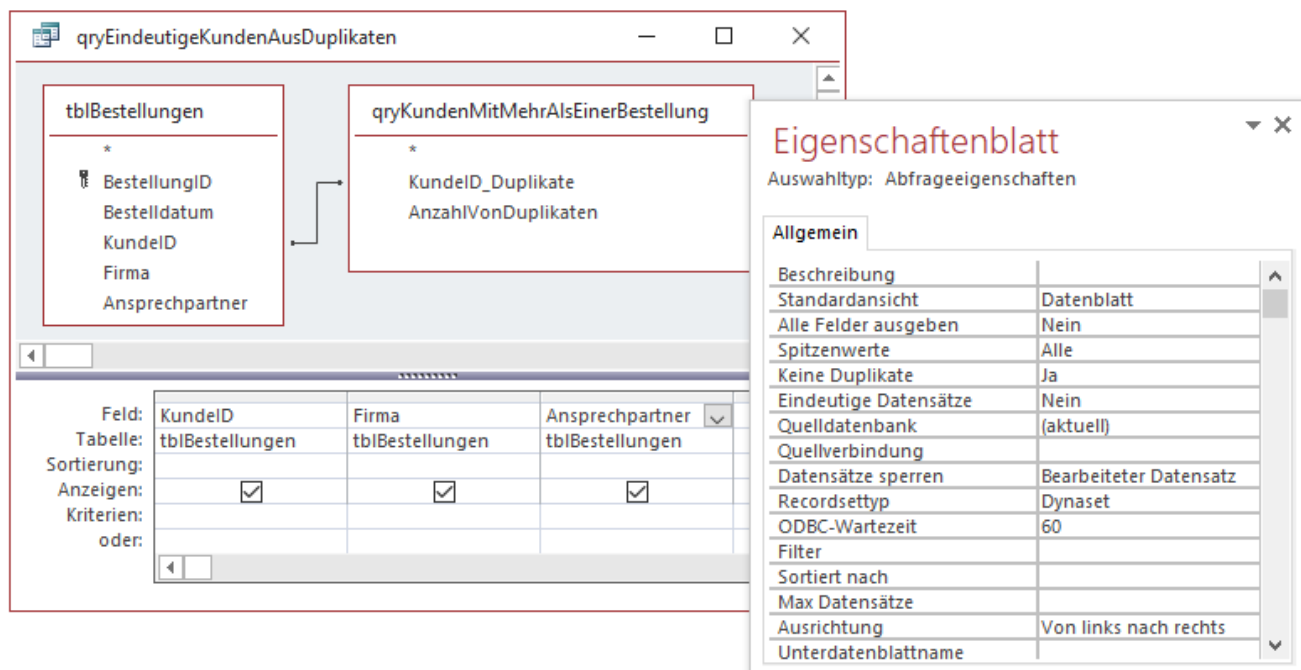 qryEindeutigeKundenAusDuplikaten
tblBestellungen
*
BestellungID
Bestelldatum
KundeID
Firma
Ansprechpartner
qryKundenMitMehrAlsEinerBestellung
*
KundeID_Duplikate
AnzahlVonDuplikaten
Feld: KundeID Firma Ansprechpartner
Tabelle: tblBestellungen tblBestellungen tblBestellungen
Sortierung:
Anzeigen:
Kriterien:
oder:
Eigenschaftenblatt
Auswahltyp: Abfrageeigenschaften
Allgemein
Beschreibung
Standardansicht Datenblatt
Alle Felder ausgeben Nein
Spitzenwerte Alle
Keine Duplikate Ja
Eindeutige Datensätze Nein
Quelldatenbank (aktuell)
Quellverbindung
Datensätze sperren Bearbeiteter Datensatz
Recordsettyp Dynaset
ODBC-Wartezeit 60
Filter
Sortiert nach
Max Datensätze
Ausrichtung Von links nach rechts
Unterdatenblattname